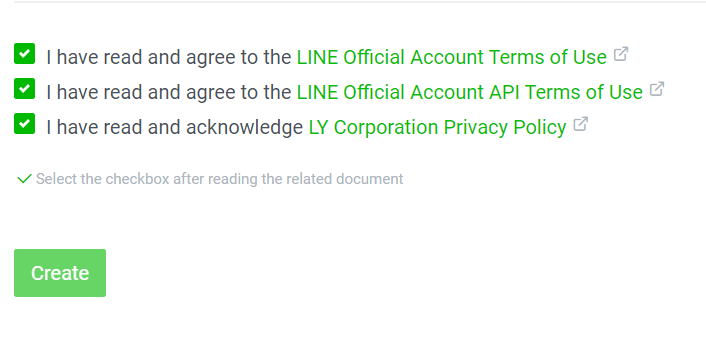 I have read and agree to the LINE Official Account Terms of Use
I have read and agree to the LINE Official Account API Terms of Use
I have read and acknowledge LY Corporation Privacy Policy
Select the checkbox after reading the related document
Create